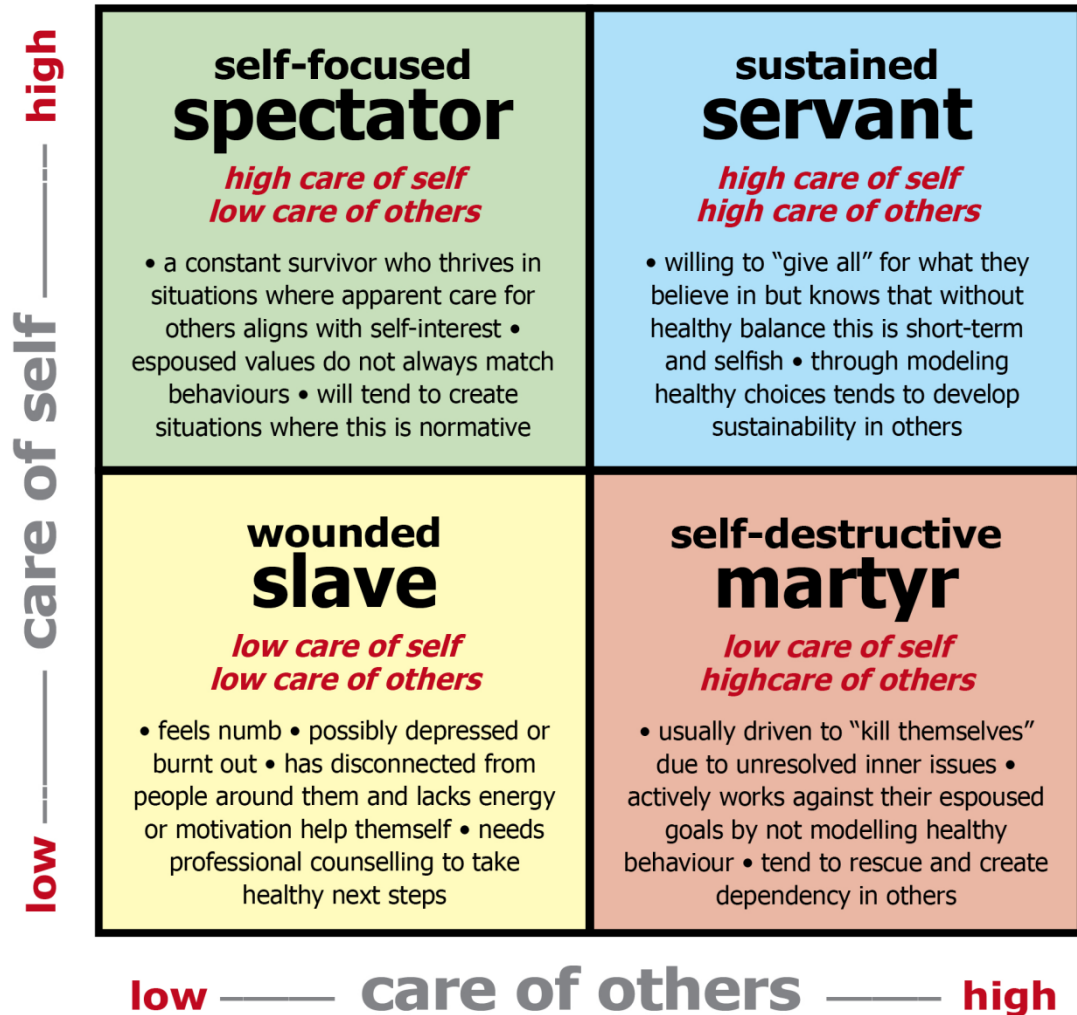 high
care of self
low
self-focused
spectator
high care of self
low care of others
• a constant survivor who thrives in
situations where apparent care for
others aligns with self-interest •
espoused values do not always match
behaviours • will tend to create
situations where this is normative
sustained
servant
high care of self
high care of others
• willing to “give all” for what they
believe in but knows that without
healthy balance this is short-term
and selfish • through modeling
healthy choices tends to develop
sustainability in others
wounded
slave
low care of self
low care of others
• feels numb • possibly depressed or
burnt out • has disconnected from
people around them and lacks energy
or motivation help themself • needs
professional counselling to take
healthy next steps
self-destructive
martyr
low care of self
highcare of others
• usually driven to “kill themselves”
due to unresolved inner issues •
actively works against their espoused
goals by not modelling healthy
behaviour • tend to rescue and create
dependency in others
low care of others high